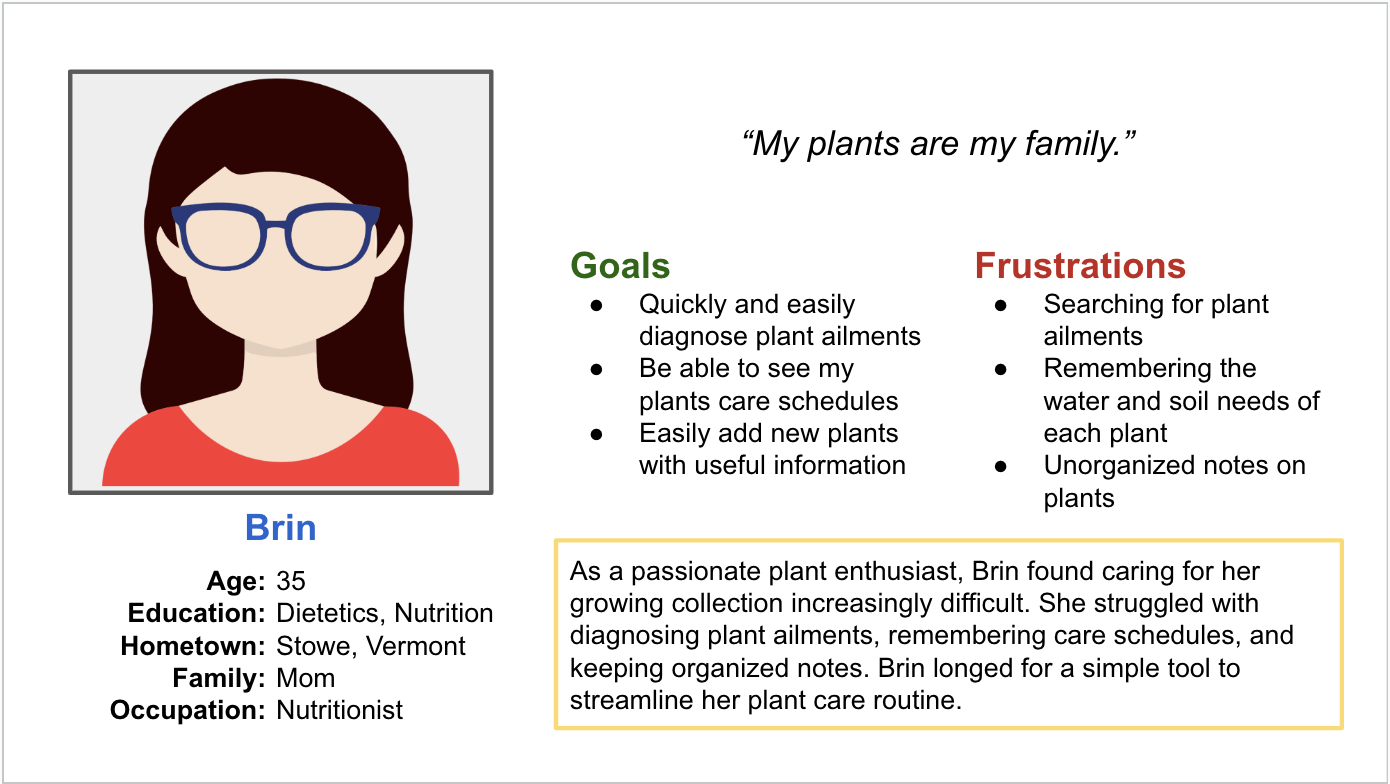 “My plants are my family.”
Goals
● Quickly and easily
diagnose plant ailments
● Be able to see my
plants care schedules
● Easily add new plants
with useful information
Frustrations
● Searching for plant
ailments
● Remembering the
water and soil needs of
each plant
● Unorganized notes on
plants
Brin
Age: 35
Education: Dietetics, Nutrition
Hometown: Stowe, Vermont
Family: Mom
Occupation: Nutritionist
As a passionate plant enthusiast, Brin found caring for her
growing collection increasingly difficult. She struggled with
diagnosing plant ailments, remembering care schedules, and
keeping organized notes. Brin longed for a simple tool to
streamline her plant care routine.